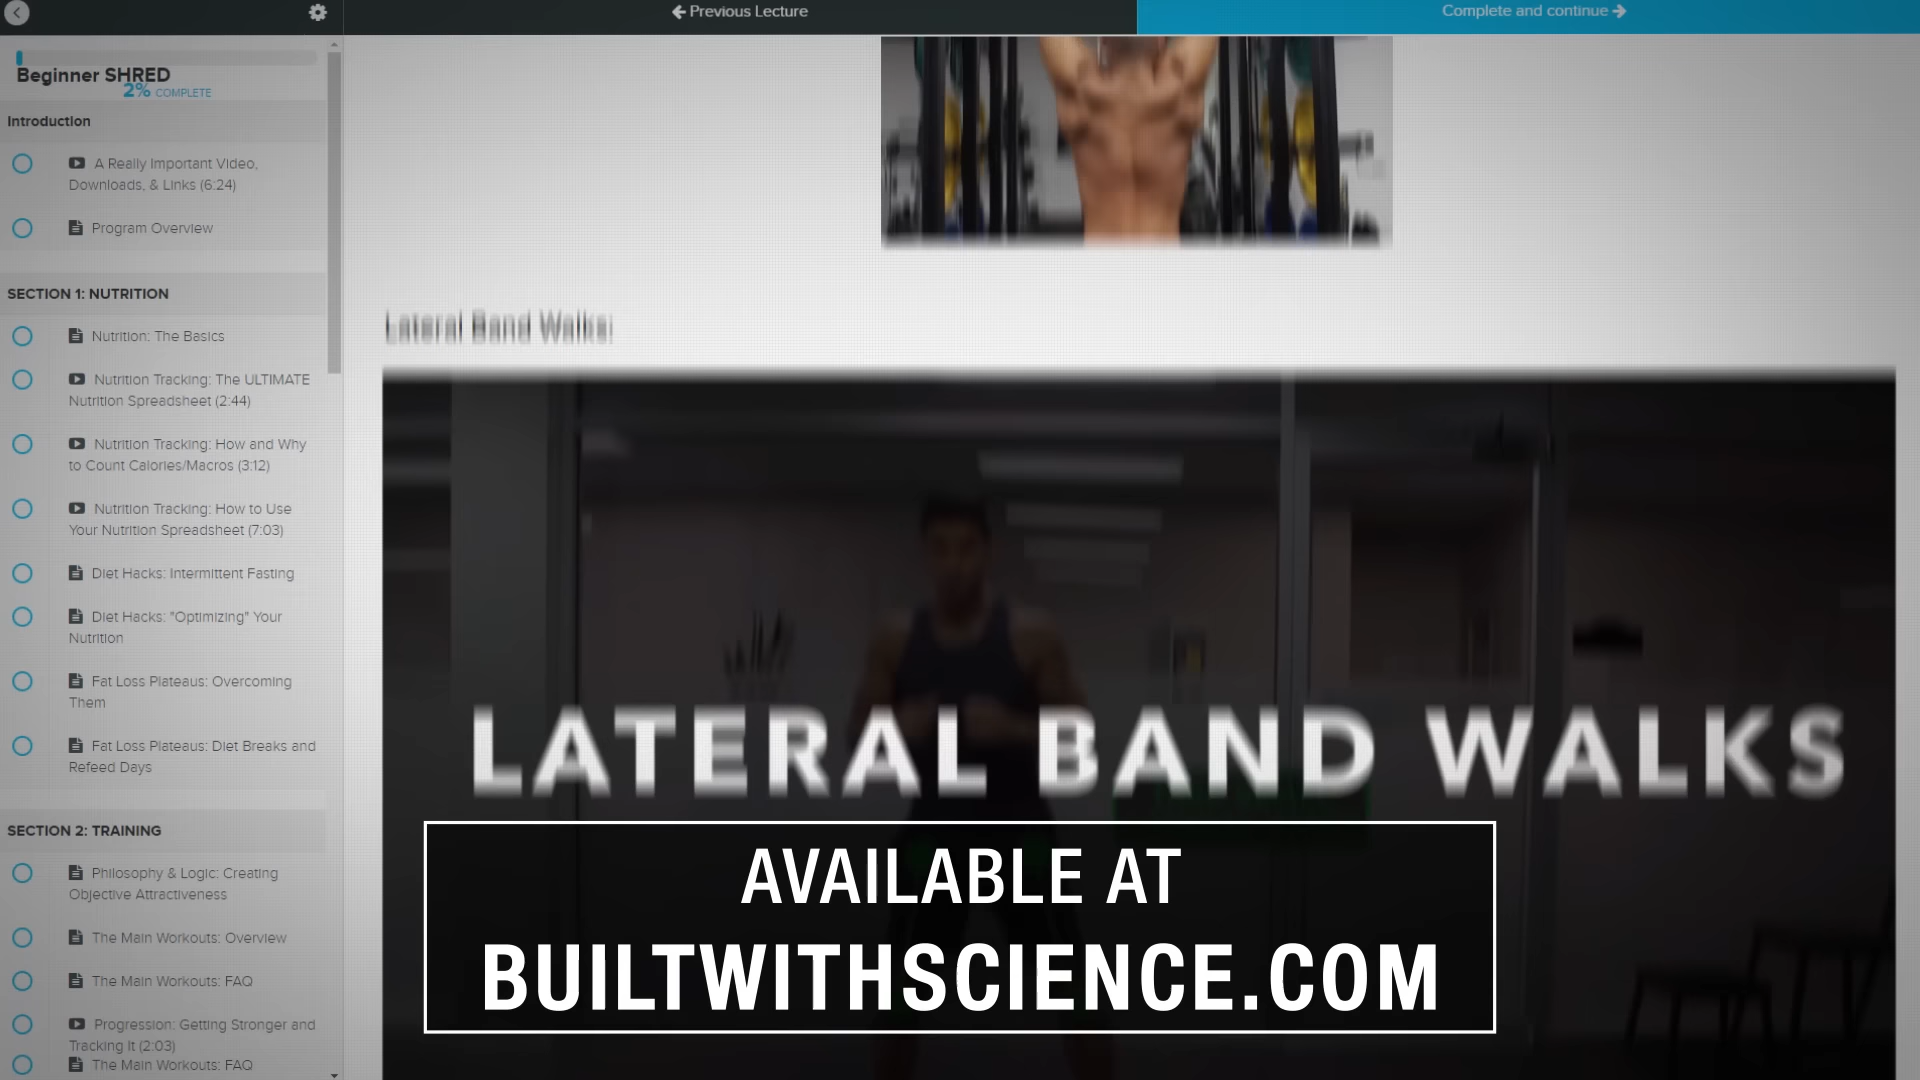 Previous Lecture
Complete and continue
Beginner SHRED
2% COMPLETE
Introduction
A Really Important Video,
Downloads, & Links (6:24)
Program Overview
SECTION 1: NUTRITION
Nutrition: The Basics
Nutrition Tracking: The ULTIMATE
Nutrition Spreadsheet (2:44)
Nutrition Tracking: How and Why
to Count Calories/Macros (3:12)
Nutrition Tracking: How to Use
Your Nutrition Spreadsheet (7:03)
Diet Hacks: Intermittent Fasting
Diet Hacks: "Optimizing" Your
Nutrition
Fat Loss Plateaus: Overcoming
Them
Fat Loss Plateaus: Diet Breaks and
Refeed Days
SECTION 2: TRAINING
Philosophy & Logic: Creating
Objective Attractiveness
The Main Workouts: Overview
The Main Workouts: FAQ
Progression: Getting Stronger and
Tracking It (2:03)
The Main Workouts: FAQ
Lateral Band Walks:
LATERAL BAND WALKS
AVAILABLE AT
BUILTWITHSCIENCE.COM